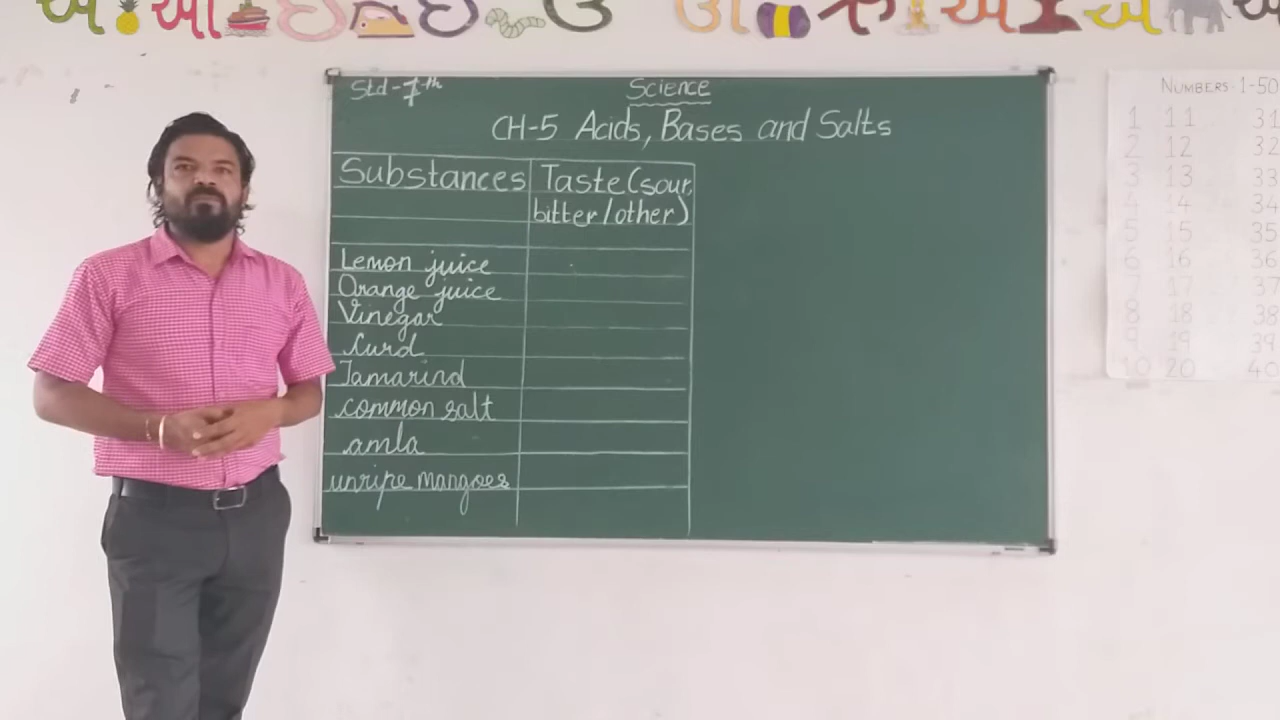 અ આ ઇ ઈ ઉ ઊ ઋ એ અ
Std-7th
Science
CH-5 Acids, Bases and Salts
Substances
Taste (sour,
bitter/other)
Lemon juice
Orange juice
Vinegar
Curd
Tamarind
common salt
amla
unripe mangoes
NUMBERS 1-50
1 11 31
2 12 32
3 13 33
4 14 34
5 15 35
6 16 36
7 17 37
8 18 38
9 19 39
10 20 40